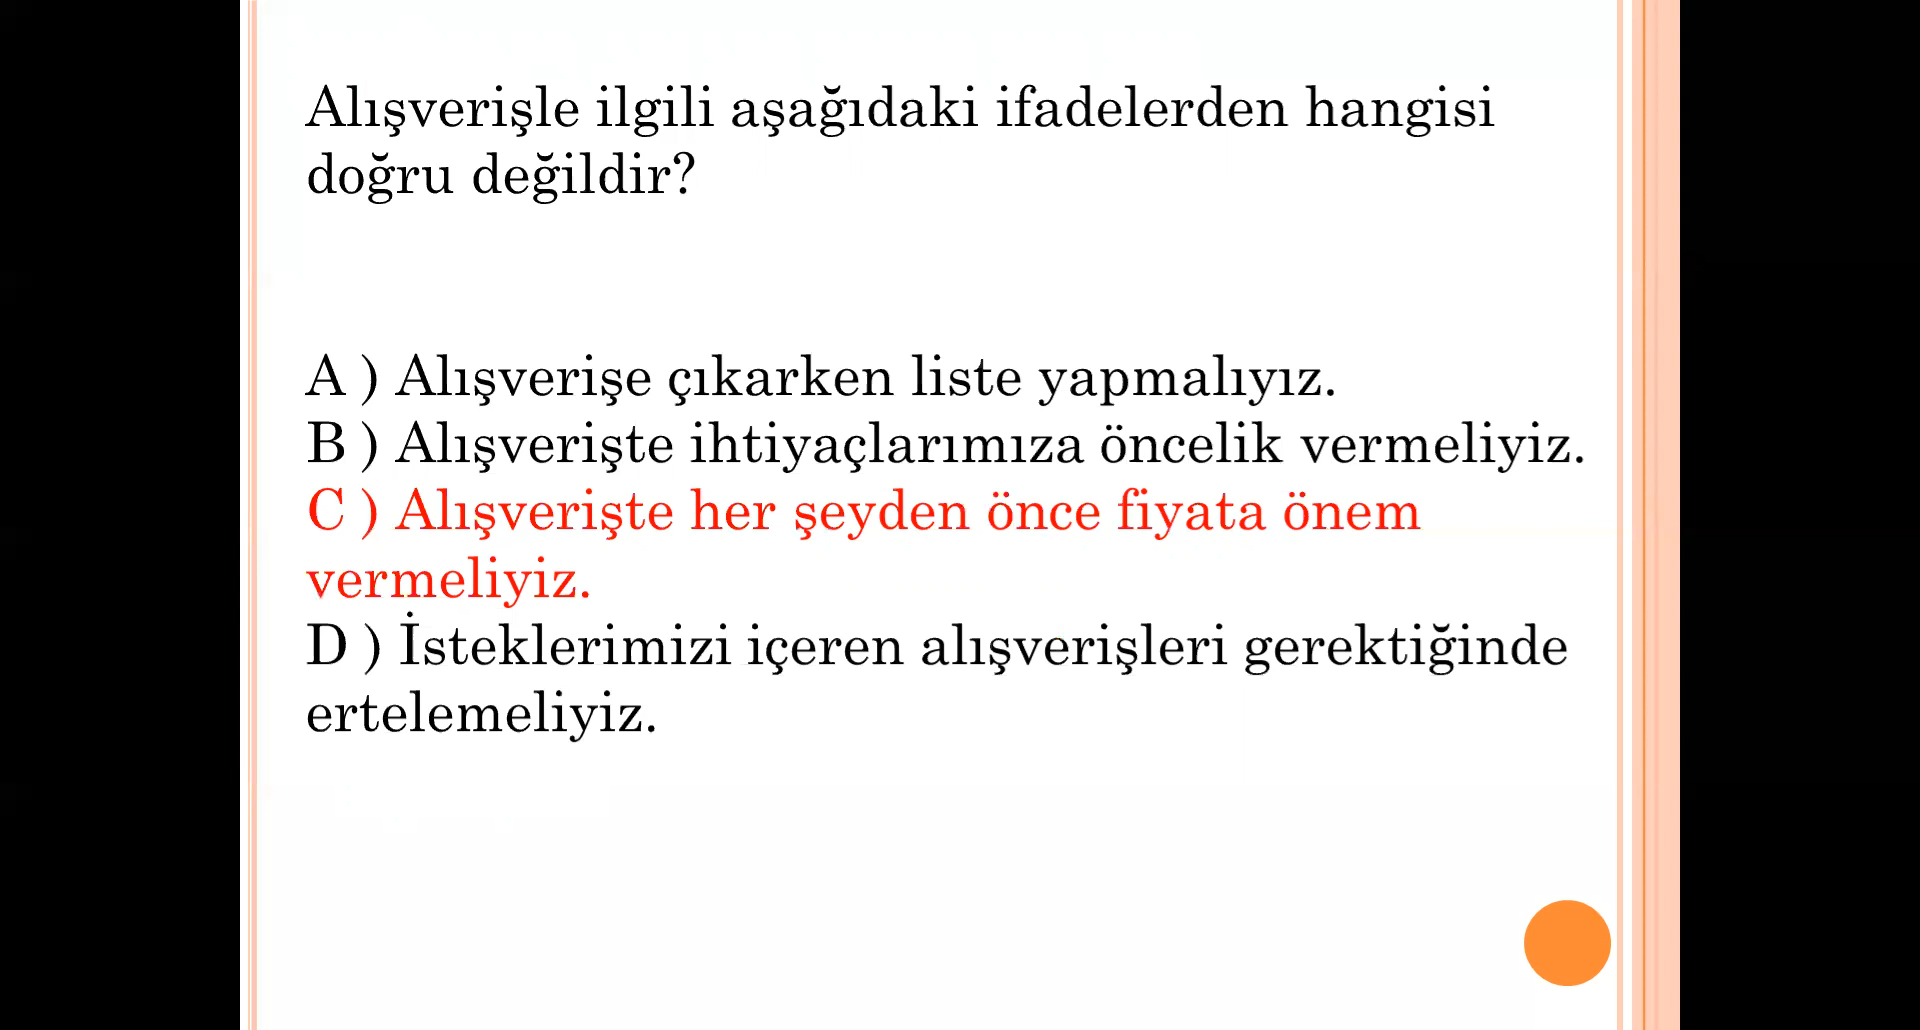 Alışverişle ilgili aşağıdaki ifadelerden hangisi
doğru değildir?
A ) Alışverişe çıkarken liste yapmalıyız.
B ) Alışverişte ihtiyaçlarımıza öncelik vermeliyiz.
C ) Alışverişte her şeyden önce fiyata önem
vermeliyiz.
D ) İsteklerimizi içeren alışverişleri gerektiğinde
ertelemeliyiz.